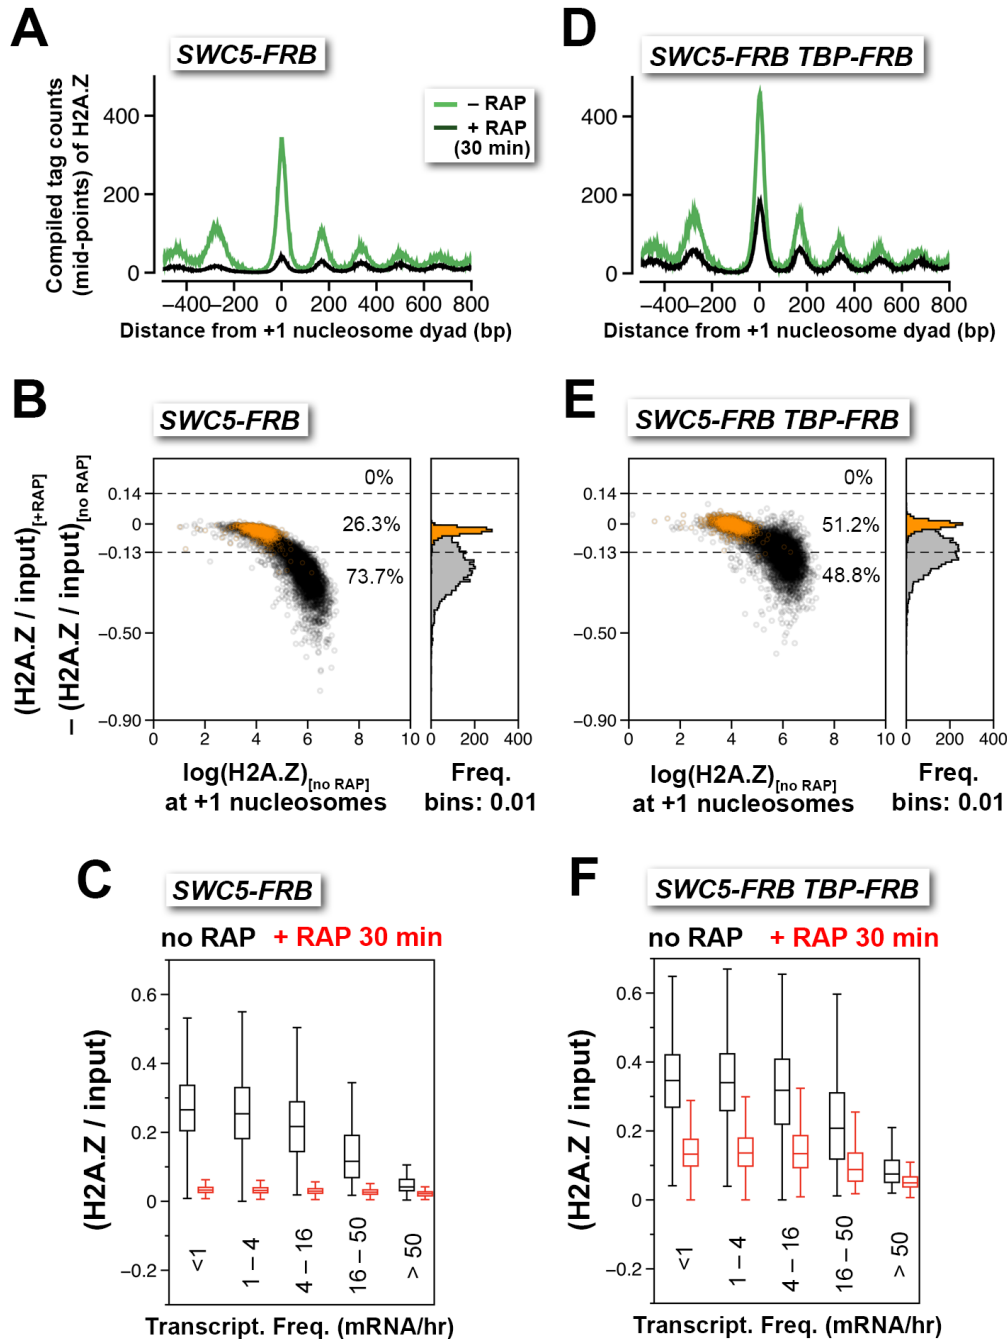 A
SWC5-FRB
Compiled tag counts
(mid-points) of H2A.Z
400
200
0
– RAP
+ RAP
(30 min)
−400
−200
0
200
400
600
800
Distance from +1 nucleosome dyad (bp)
D
SWC5-FRB TBP-FRB
400
200
0
−400
−200
0
200
400
600
800
Distance from +1 nucleosome dyad (bp)
B
SWC5-FRB
(H2A.Z / input)[+RAP]
– (H2A.Z / input)[no RAP]
0.14
0
−0.13
−0.50
−0.90
0%
26.3%
73.7%
0 2 4 6 8 10
0 200 400
log(H2A.Z)[no RAP]
at +1 nucleosomes
Freq.
bins: 0.01
E
SWC5-FRB TBP-FRB
0.14
0
−0.13
−0.50
−0.90
0%
51.2%
48.8%
0 2 4 6 8 10
0 200 400
log(H2A.Z)[no RAP]
at +1 nucleosomes
Freq.
bins: 0.01
C
SWC5-FRB
no RAP + RAP 30 min
(H2A.Z / input)
0.6
0.4
0.2
0
−0.2
<1
1 – 4
4 – 16
16 – 50
> 50
Transcript. Freq. (mRNA/hr)
F
SWC5-FRB TBP-FRB
no RAP + RAP 30 min
(H2A.Z / input)
0.6
0.4
0.2
0
−0.2
<1
1 – 4
4 – 16
16 – 50
> 50
Transcript. Freq. (mRNA/hr)